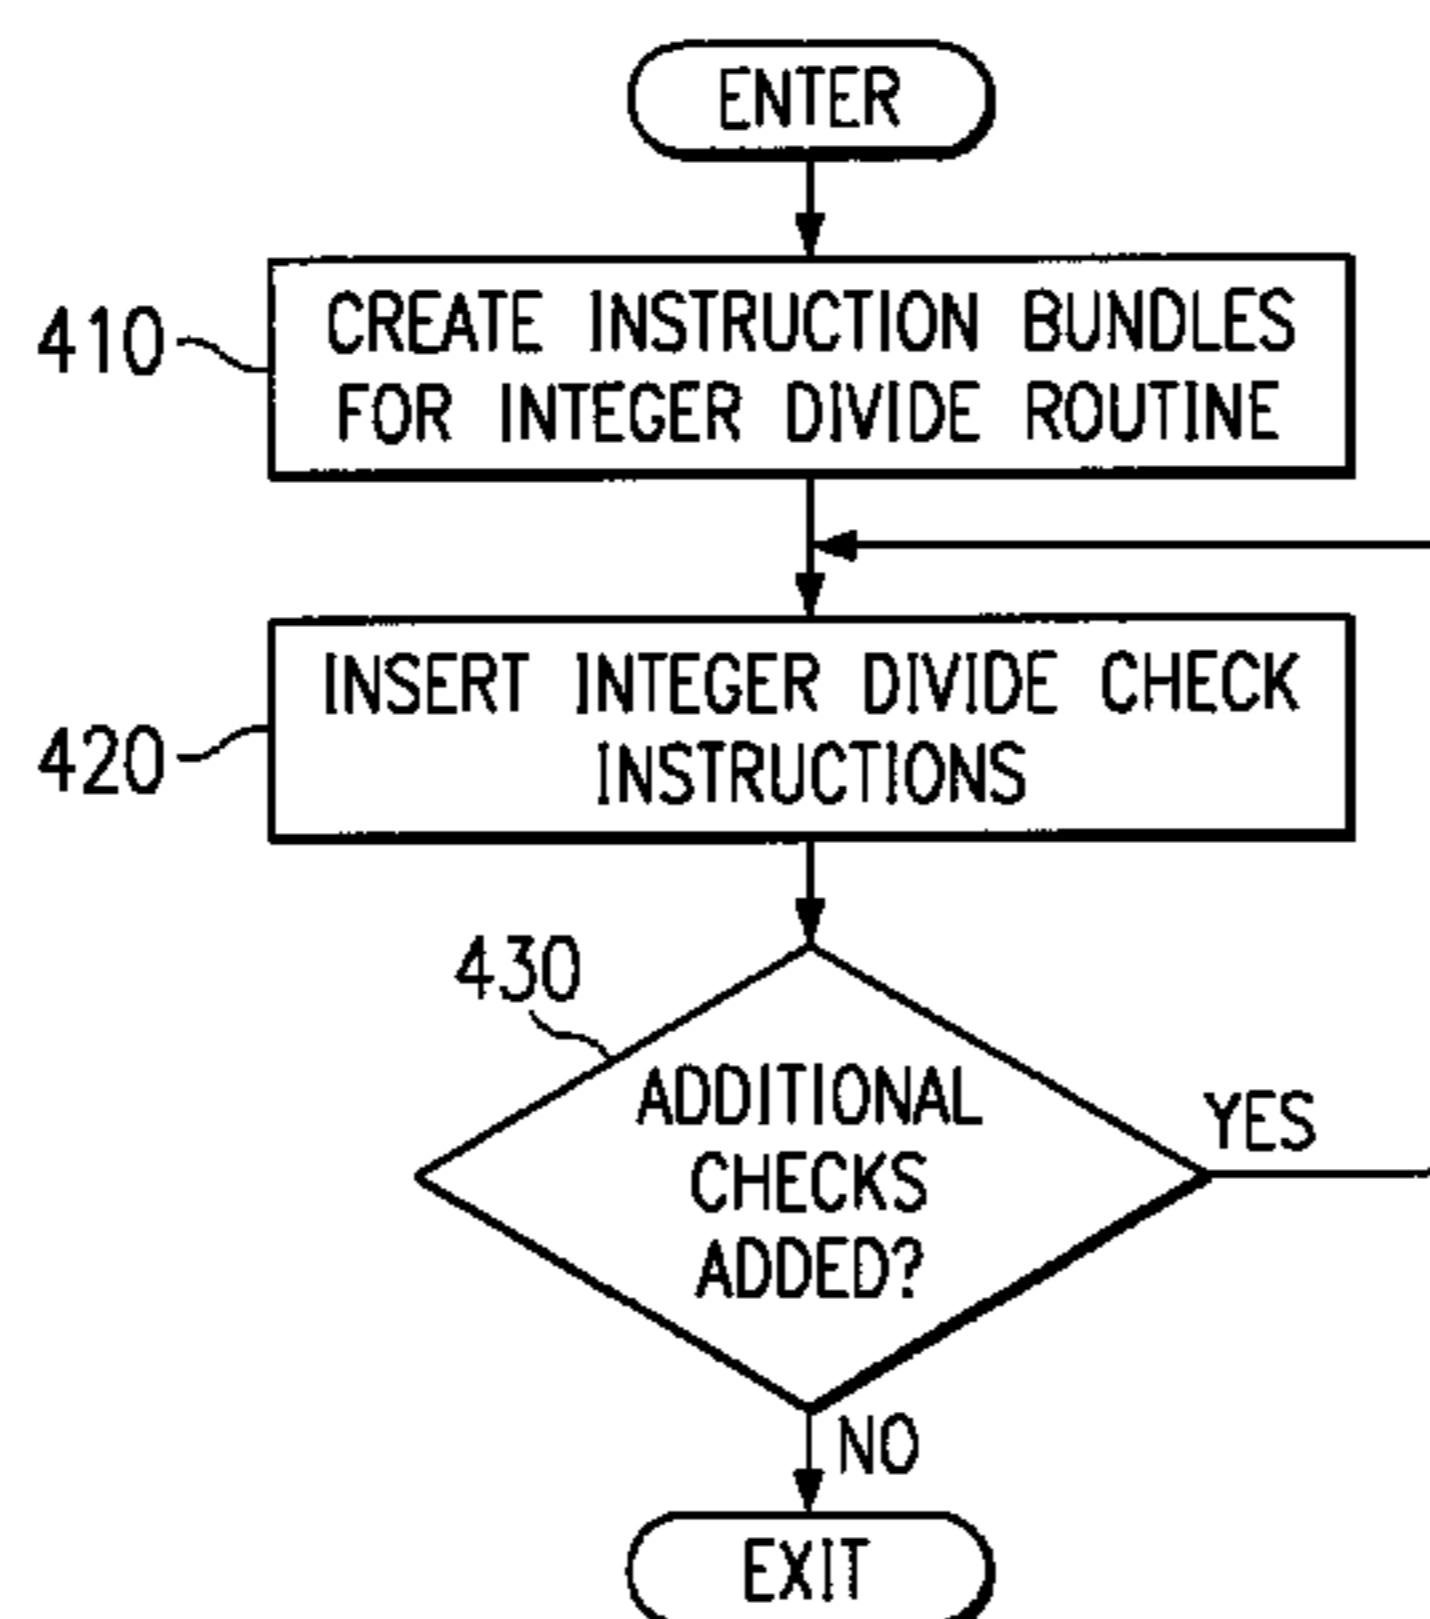 ENTER
410
CREATE INSTRUCTION BUNDLES
FOR INTEGER DIVIDE ROUTINE
420
INSERT INTEGER DIVIDE CHECK
INSTRUCTIONS
430
ADDITIONAL
CHECKS
ADDED?
YES
NO
EXIT